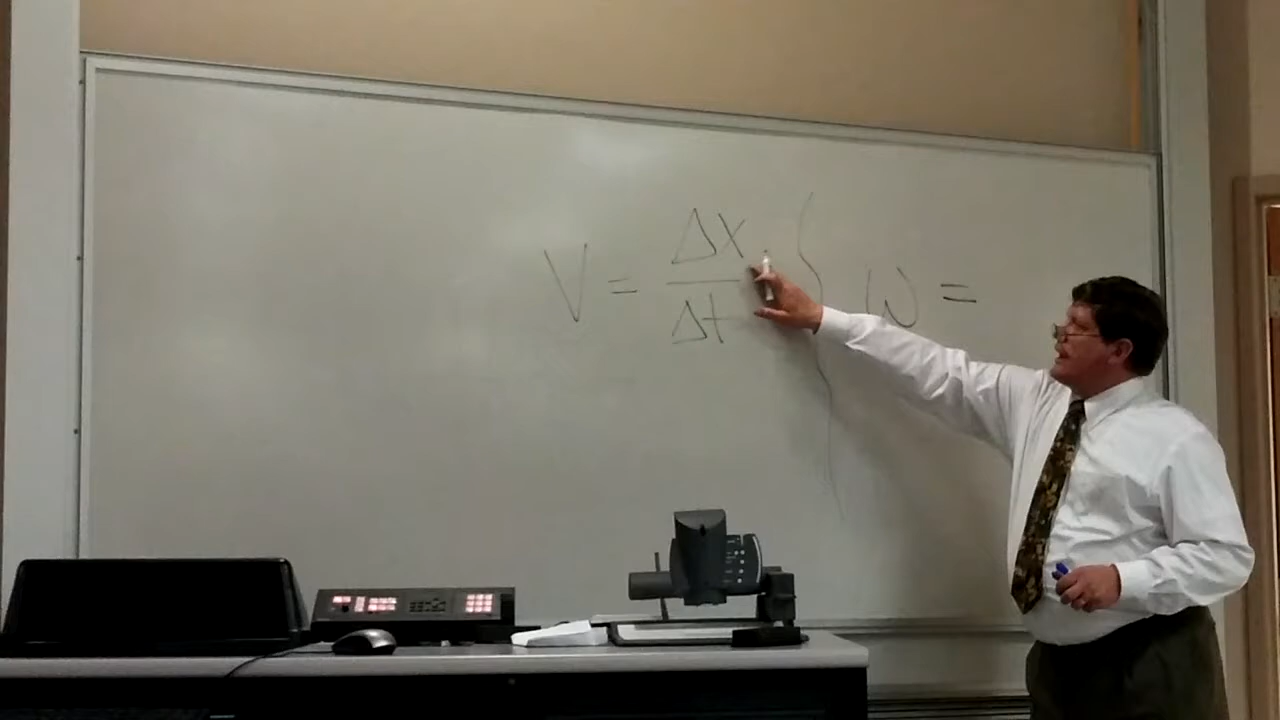 V = Δx / Δt
ω =